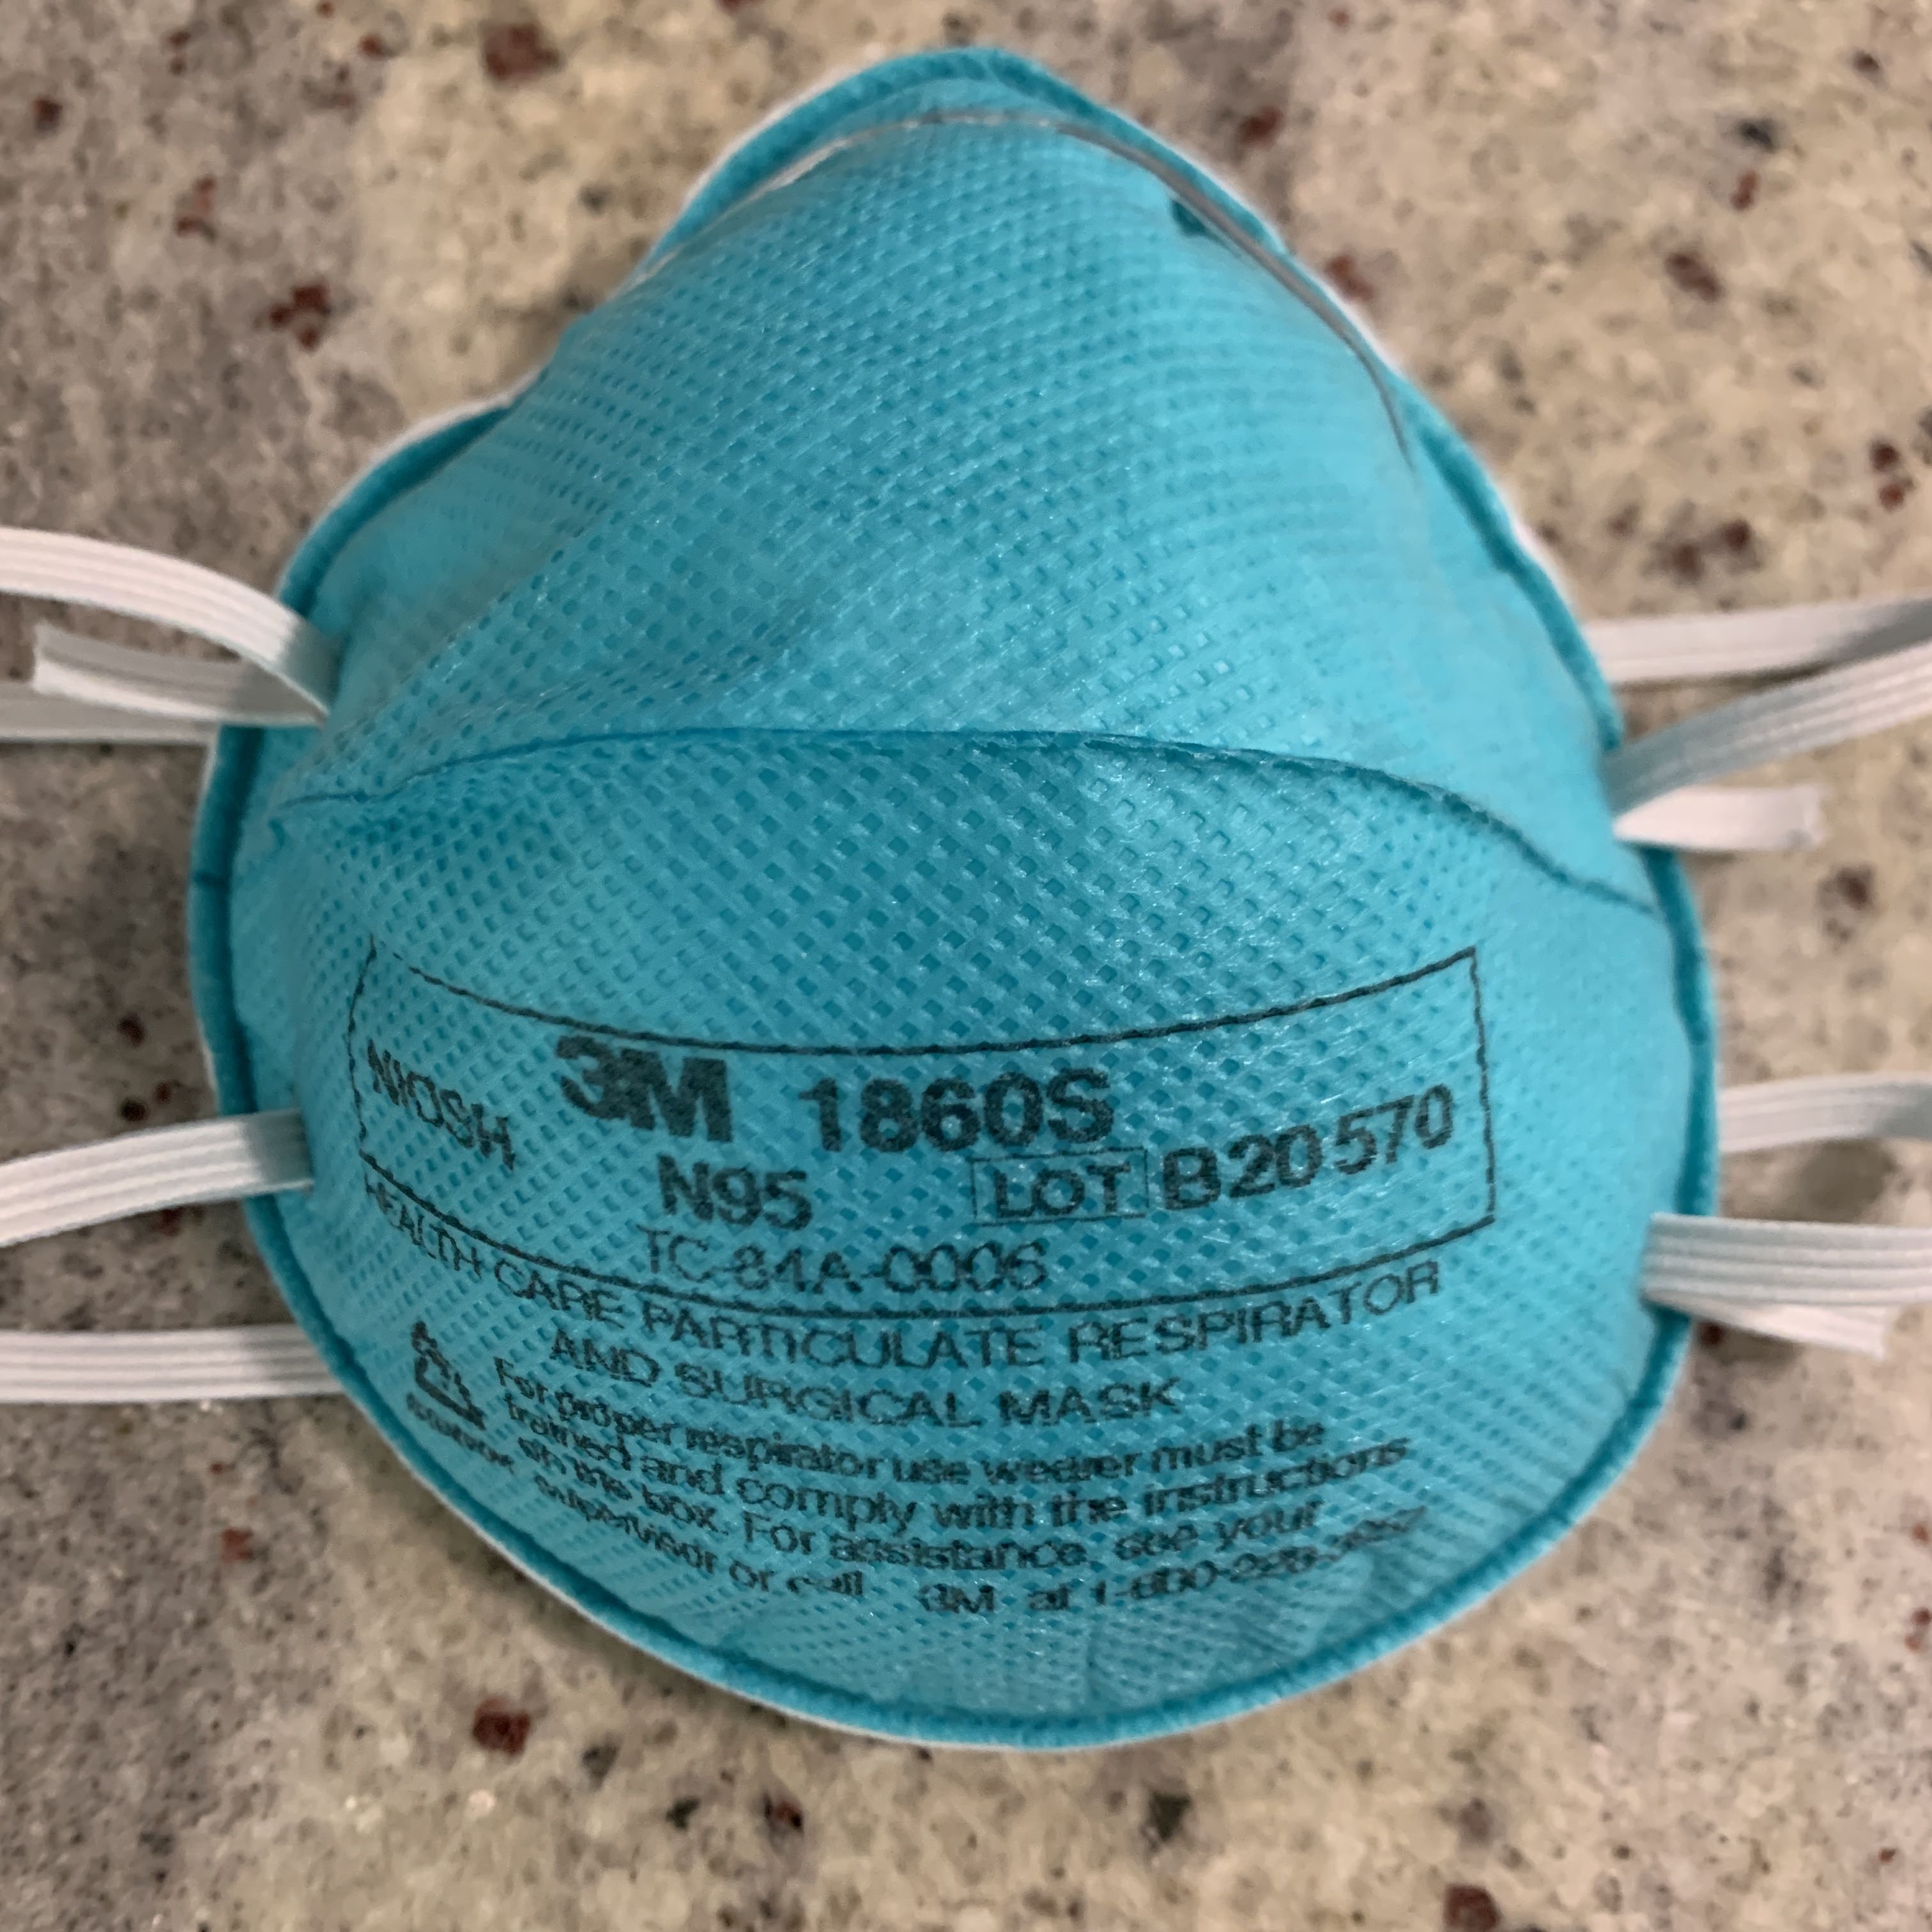 NIOSH 3M 1860S
N95 LOT B20570
TC-84A-0006
HEALTH CARE PARTICULATE RESPIRATOR
AND SURGICAL MASK
For proper respirator use wearer must be
trained and comply with the instructions
on the box. For assistance, see your
supervisor or call 3M at